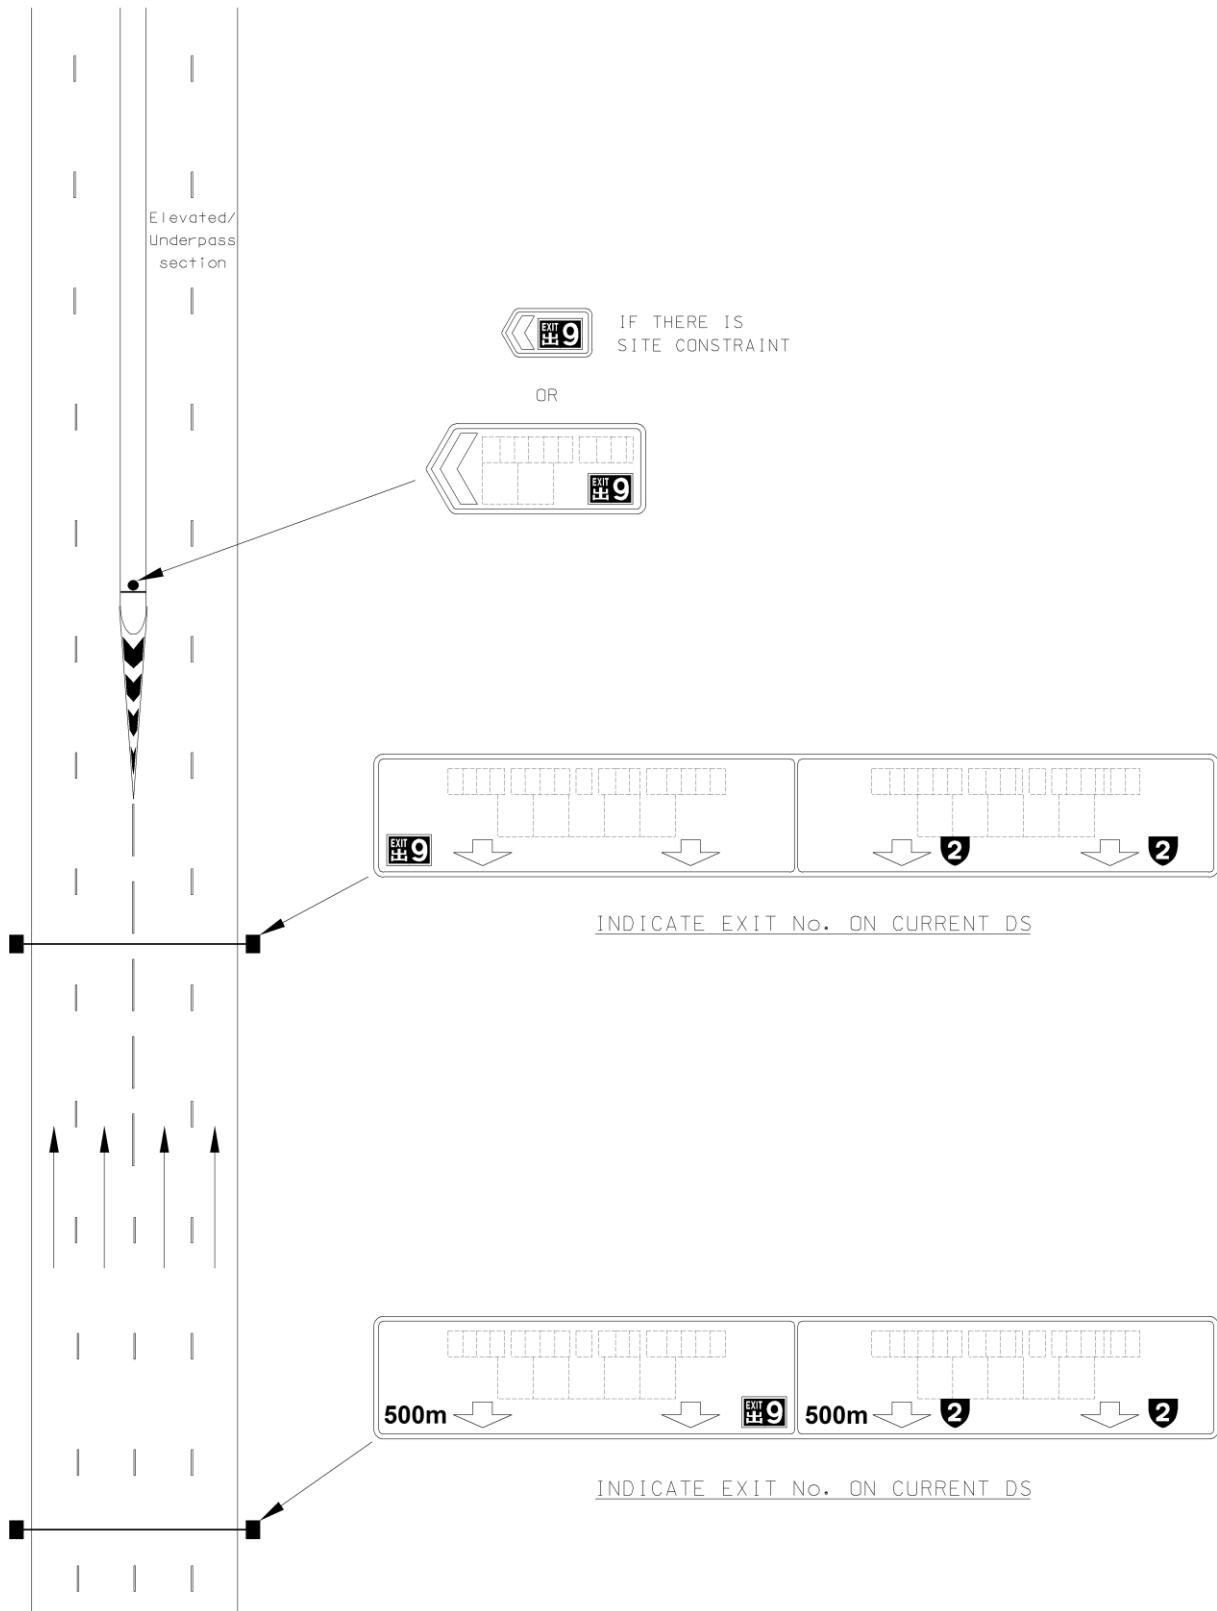 Elevated/
Underpass
section
EXIT
出 9
IF THERE IS
SITE CONSTRAINT
OR
EXIT
出 9
EXIT
出 9
2
2
INDICATE EXIT No. ON CURRENT DS
500m
EXIT
出 9
500m
2
2
INDICATE EXIT No. ON CURRENT DS